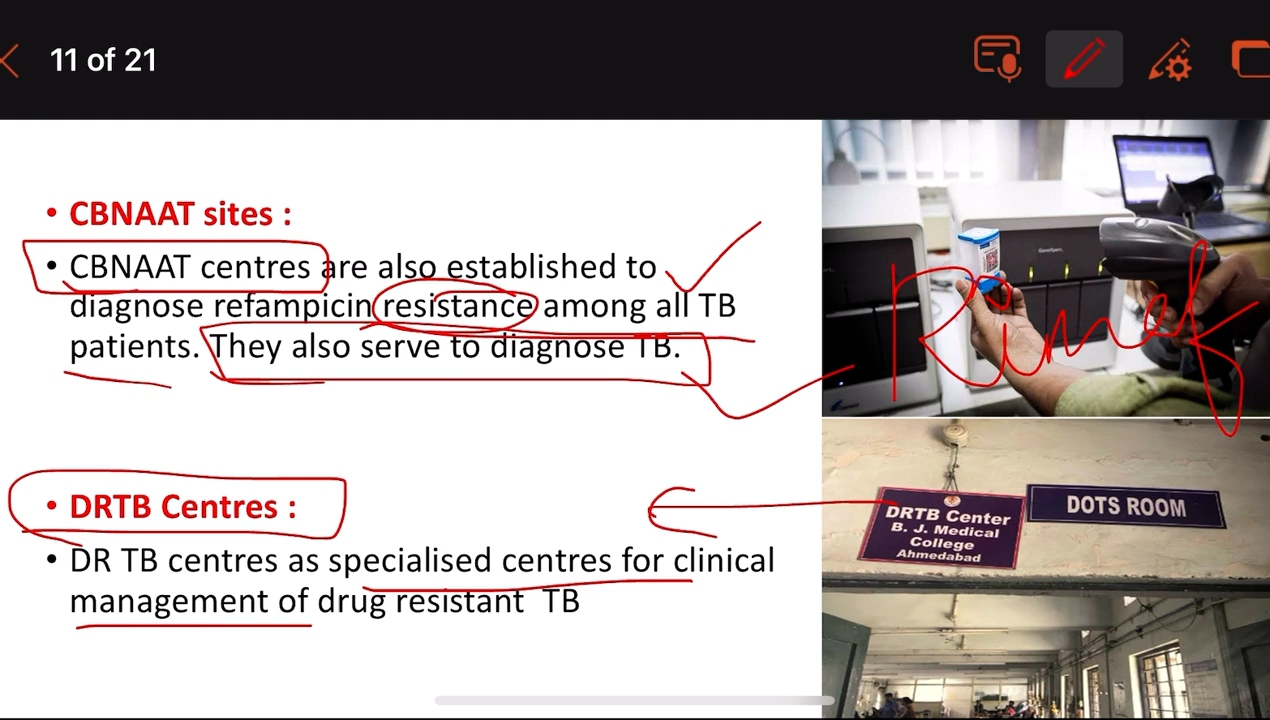 11 of 21
• CBNAAT sites :
• CBNAAT centres are also established to
diagnose refampicin resistance among all TB
patients. They also serve to diagnose TB.
• DRTB Centres :
• DR TB centres as specialised centres for clinical
management of drug resistant TB
GeneXpert
DRTB Center
B. J. Medical
College
Ahmedabad
DOTS ROOM